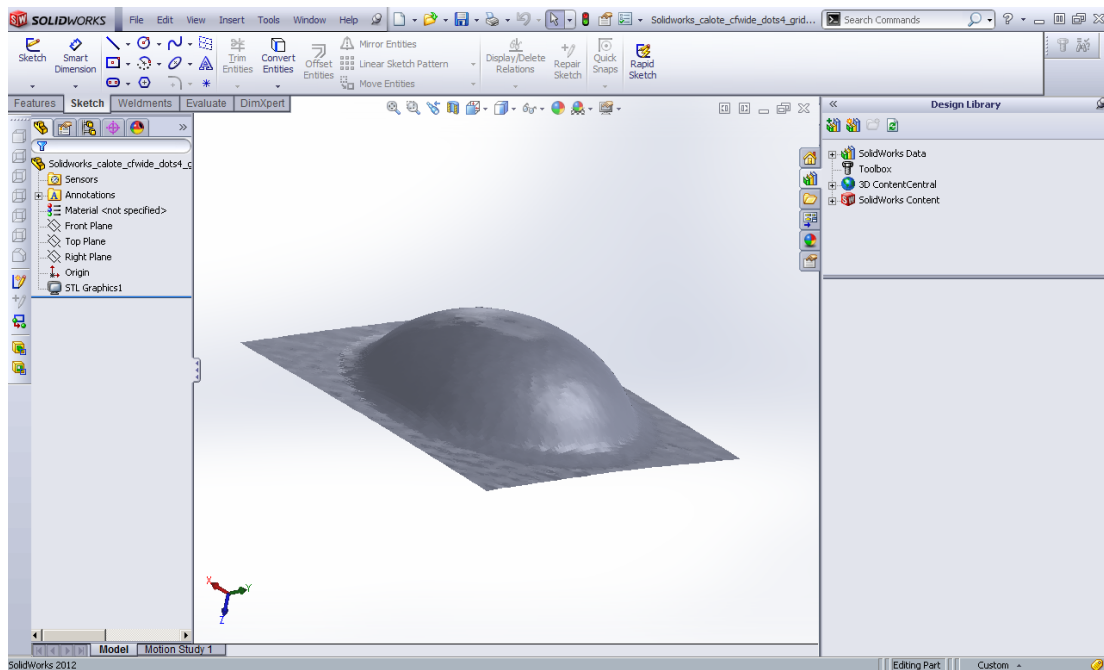 SOLIDWORKS File Edit View Insert Tools Window Help Solidworks_calote_cfwide_dots4_grid... Search Commands
Sketch Smart Dimension Trim Entities Convert Entities Offset Entities Mirror Entities Linear Sketch Pattern Move Entities Display/Delete Relations Repair Sketch Quick Snaps Rapid Sketch
Features Sketch Weldments Evaluate DimXpert
Design Library
Solidworks_calote_cfwide_dots4_g
Sensors
Annotations
Material <not specified>
Front Plane
Top Plane
Right Plane
Origin
STL Graphics1
SolidWorks Data
Toolbox
3D ContentCentral
SolidWorks Content
X Y Z
Model Motion Study 1
SolidWorks 2012 Editing Part Custom